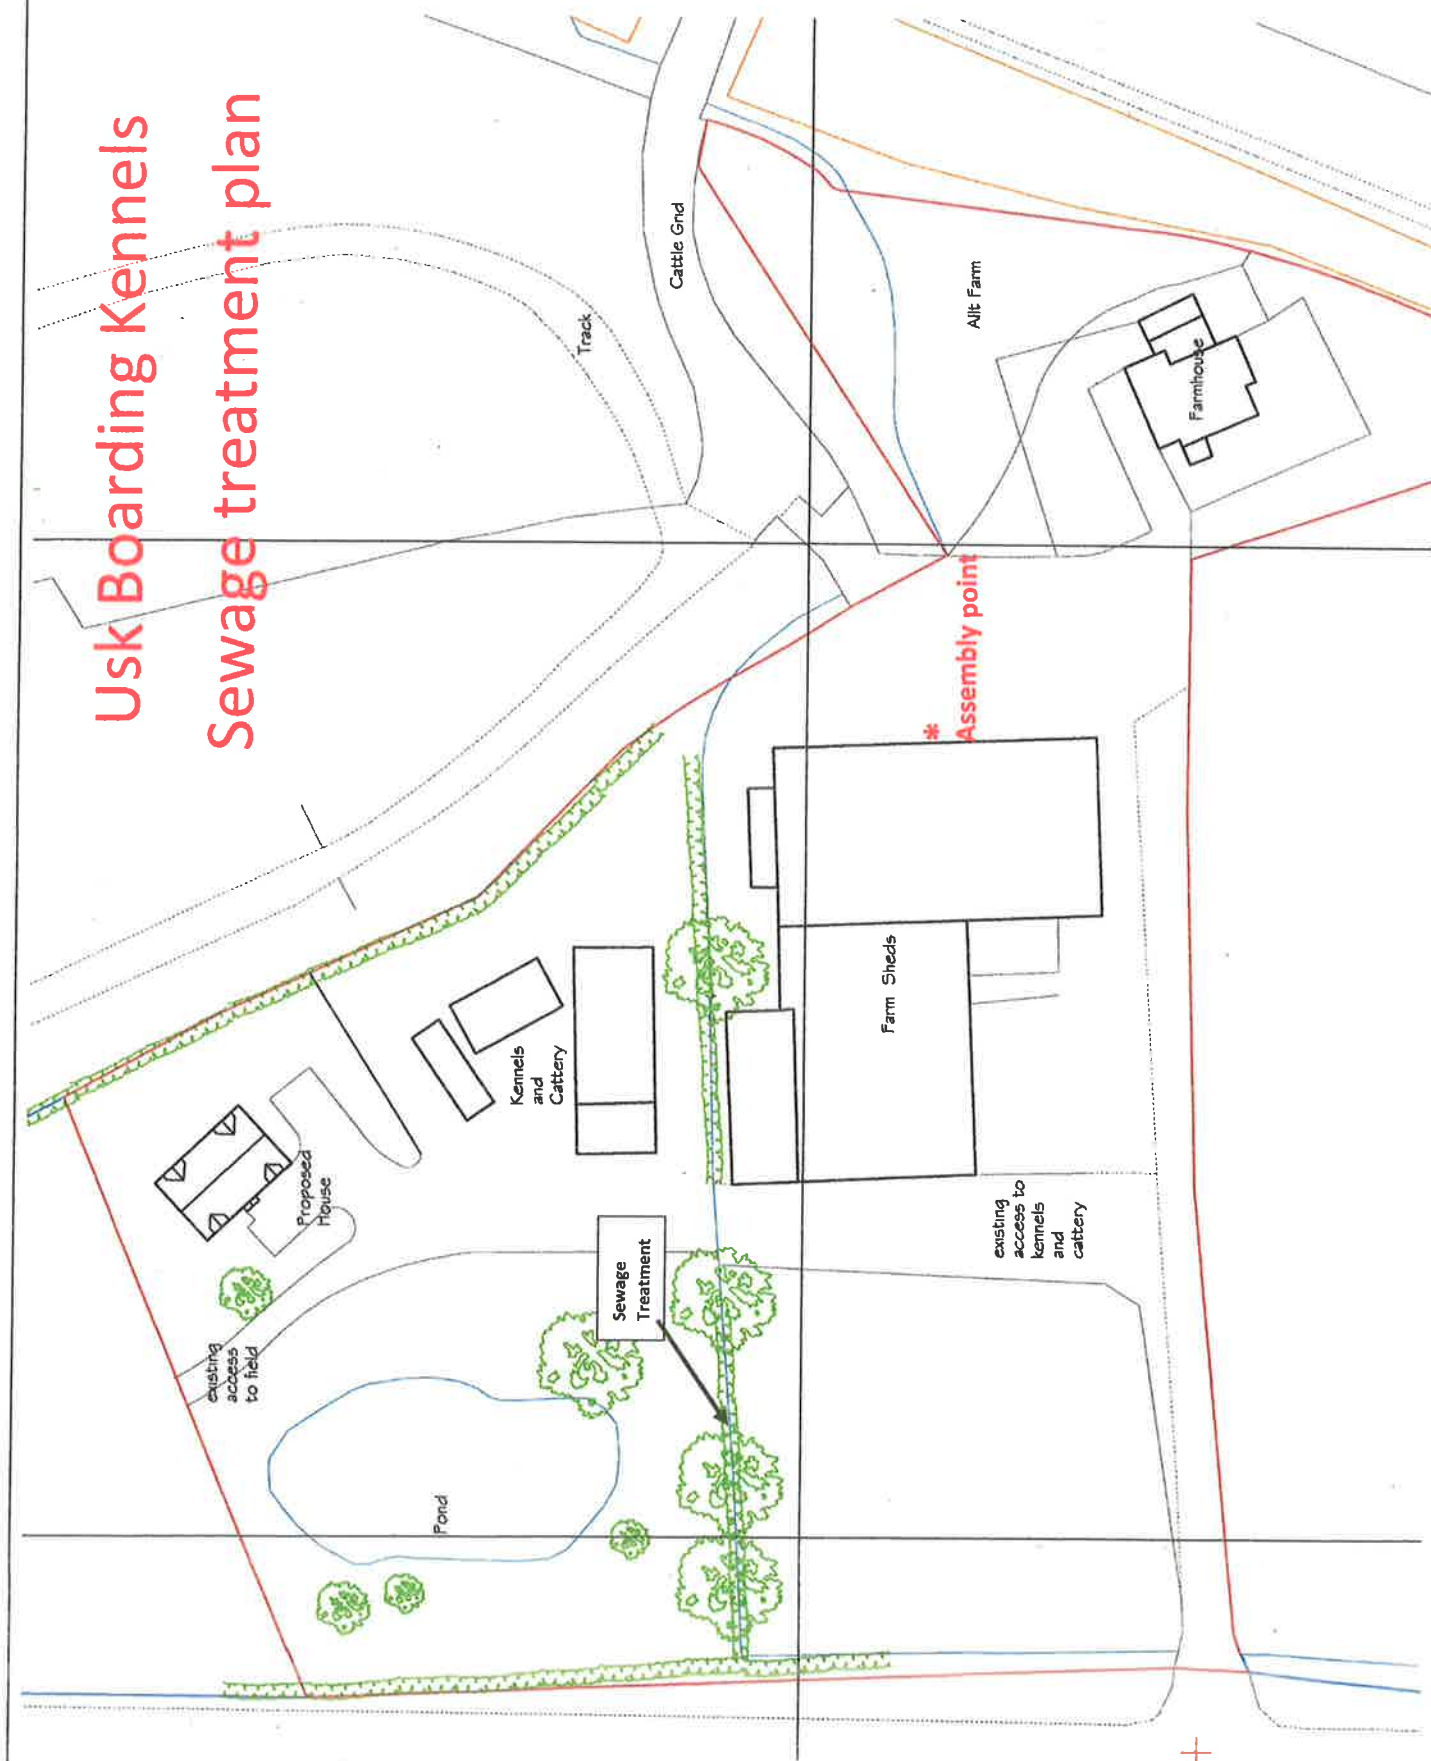 Usk Boarding Kennels
Sewage treatment plan
Track
Cattle Grid
Allt Farm
Farmhouse
Assembly point
*
Farm Sheds
Kennels
and
Cattery
Proposed
House
existing
access
to field
Sewage
Treatment
existing
access to
kennels
and
cattery
Pond